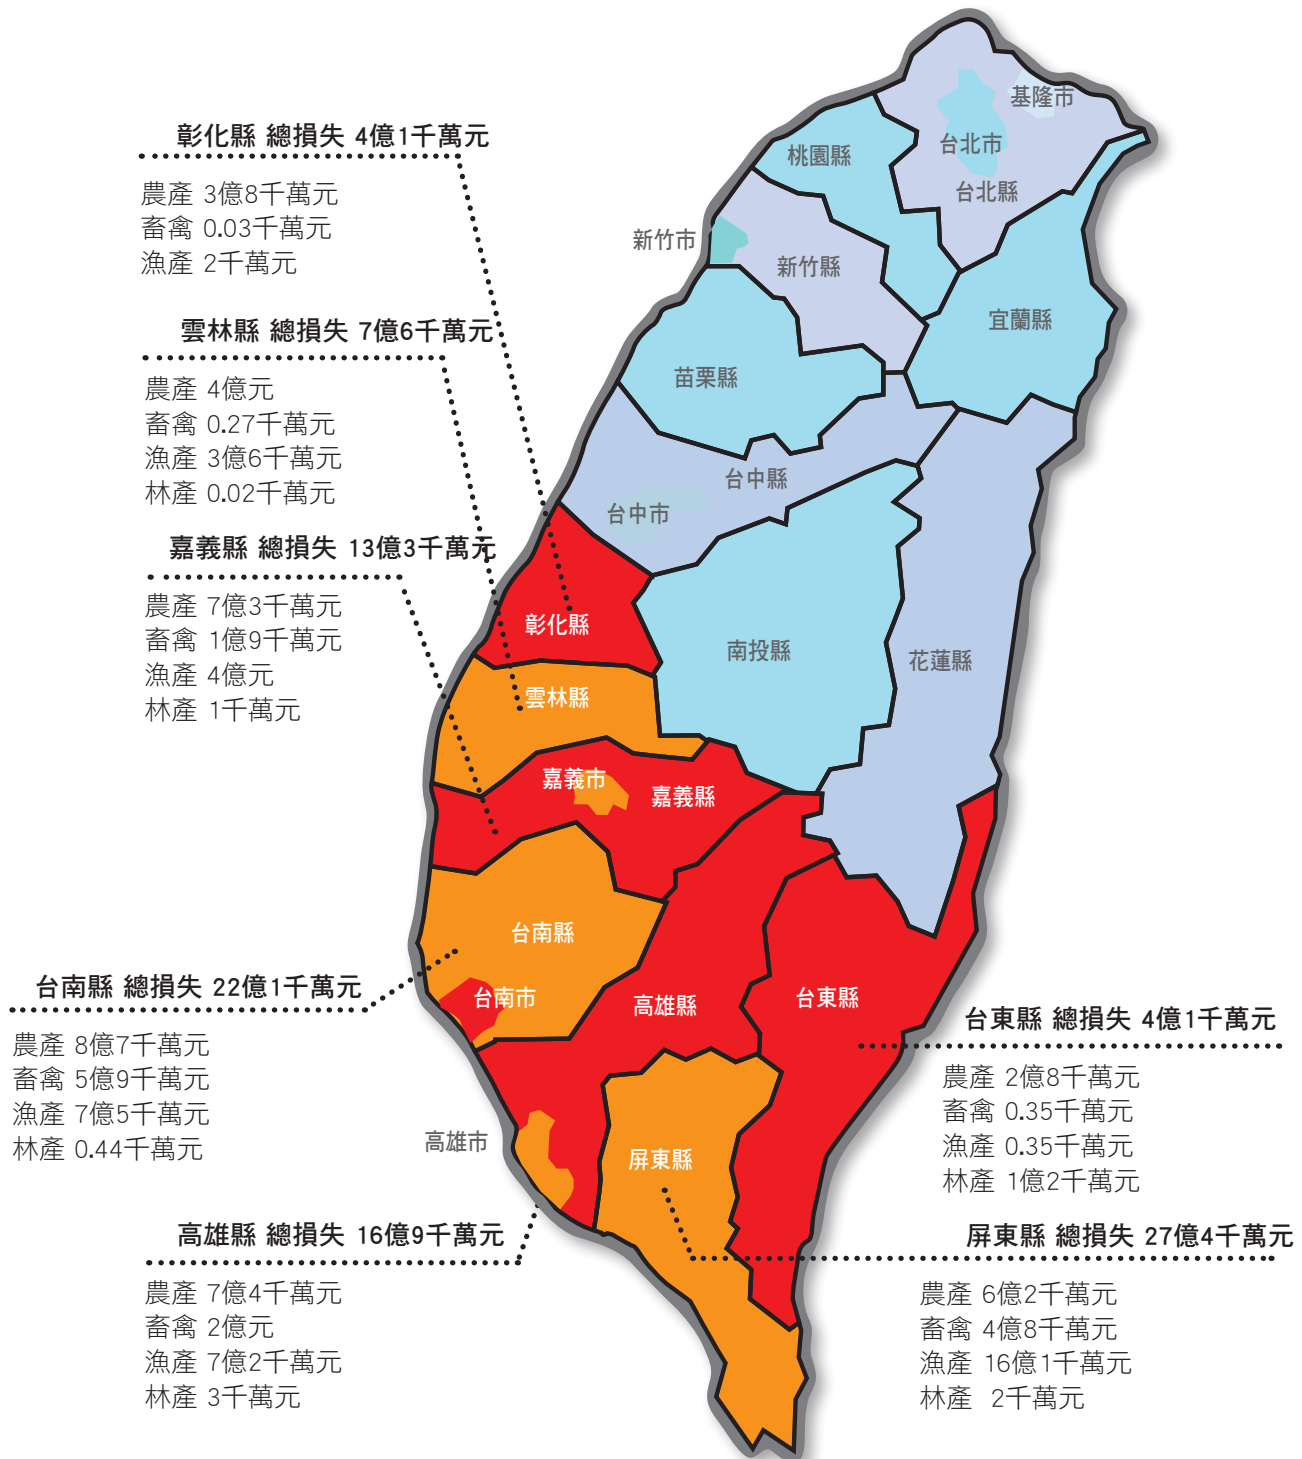 基隆市
台北市
桃園縣
台北縣
新竹市
新竹縣
宜蘭縣
苗栗縣
台中縣
台中市
彰化縣
南投縣
花蓮縣
雲林縣
嘉義市
嘉義縣
台南縣
台南市
高雄縣
台東縣
高雄市
屏東縣
彰化縣 總損失 4億1千萬元
農產 3億8千萬元
畜禽 0.03千萬元
漁產 2千萬元
雲林縣 總損失 7億6千萬元
農產 4億元
畜禽 0.27千萬元
漁產 3億6千萬元
林產 0.02千萬元
嘉義縣 總損失 13億3千萬元
農產 7億3千萬元
畜禽 1億9千萬元
漁產 4億元
林產 1千萬元
台南縣 總損失 22億1千萬元
農產 8億7千萬元
畜禽 5億9千萬元
漁產 7億5千萬元
林產 0.44千萬元
高雄縣 總損失 16億9千萬元
農產 7億4千萬元
畜禽 2億元
漁產 7億2千萬元
林產 3千萬元
台東縣 總損失 4億1千萬元
農產 2億8千萬元
畜禽 0.35千萬元
漁產 0.35千萬元
林產 1億2千萬元
屏東縣 總損失 27億4千萬元
農產 6億2千萬元
畜禽 4億8千萬元
漁產 16億1千萬元
林產 2千萬元